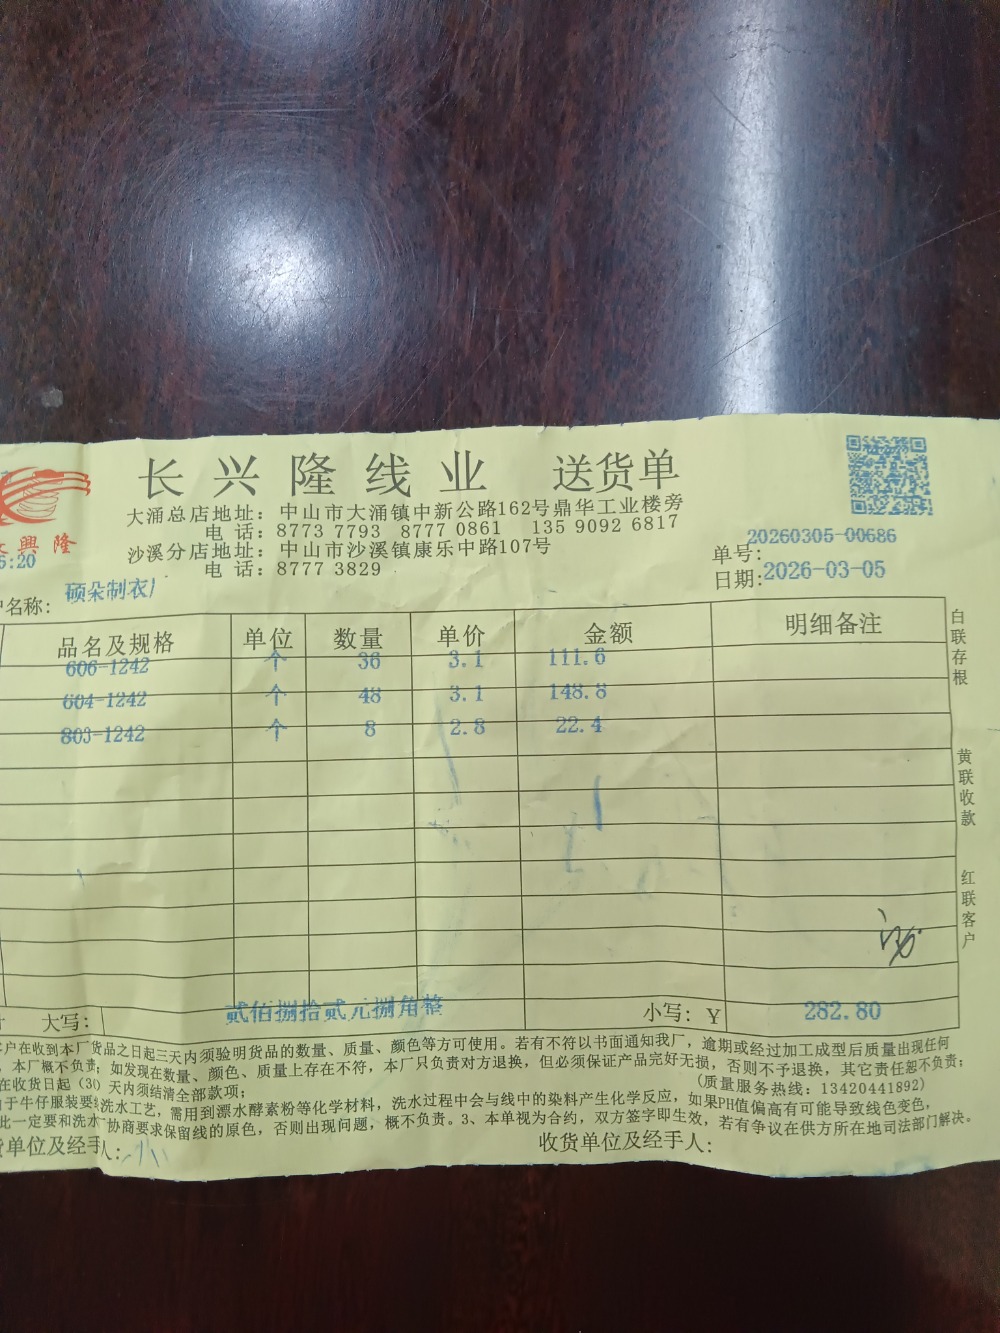 长兴隆线业 送货单
大涌总店地址：中山市大涌镇中新公路162号鼎华工业楼旁
电 话：8773 7793 8777 0861 135 9092 6817
沙溪分店地址：中山市沙溪镇康乐中路107号
电 话：8777 3829
興隆
6:20
单号：20260305-00686
日期：2026-03-05
名称：硕朵制衣厂
品名及规格 单位 数量 单价 金额 明细备注
606-1242 个 36 3.1 111.6
604-1242 个 48 3.1 148.8
803-1242 个 8 2.8 22.4
白联存根
黄联收款
红联客户
大写：贰佰捌拾贰元捌角整 小写：Y 282.80
客户在收到本厂货品之日起三天内须验明货品的数量、质量、颜色等方可使用。若有不符以书面通知我厂，逾期或经过加工成型后质量出现任何
，本厂概不负责；如发现在数量、颜色、质量上存在不符，本厂只负责对方退换，但必须保证产品完好无损，否则不予退换，其它责任恕不负责；
在收货日起（30）天内须结清全部款项； （质量服务热线：13420441892）
由于牛仔服装要洗水工艺，需用到漂水酵素粉等化学材料，洗水过程中会与线中的染料产生化学反应，如果PH值偏高有可能导致线色变色，
此一定要和洗水协商要求保留线的原色，否则出现问题，概不负责。3、本单视为合约，双方签字即生效，若有争议在供方所在地司法部门解决。
货单位及经手人： 收货单位及经手人：